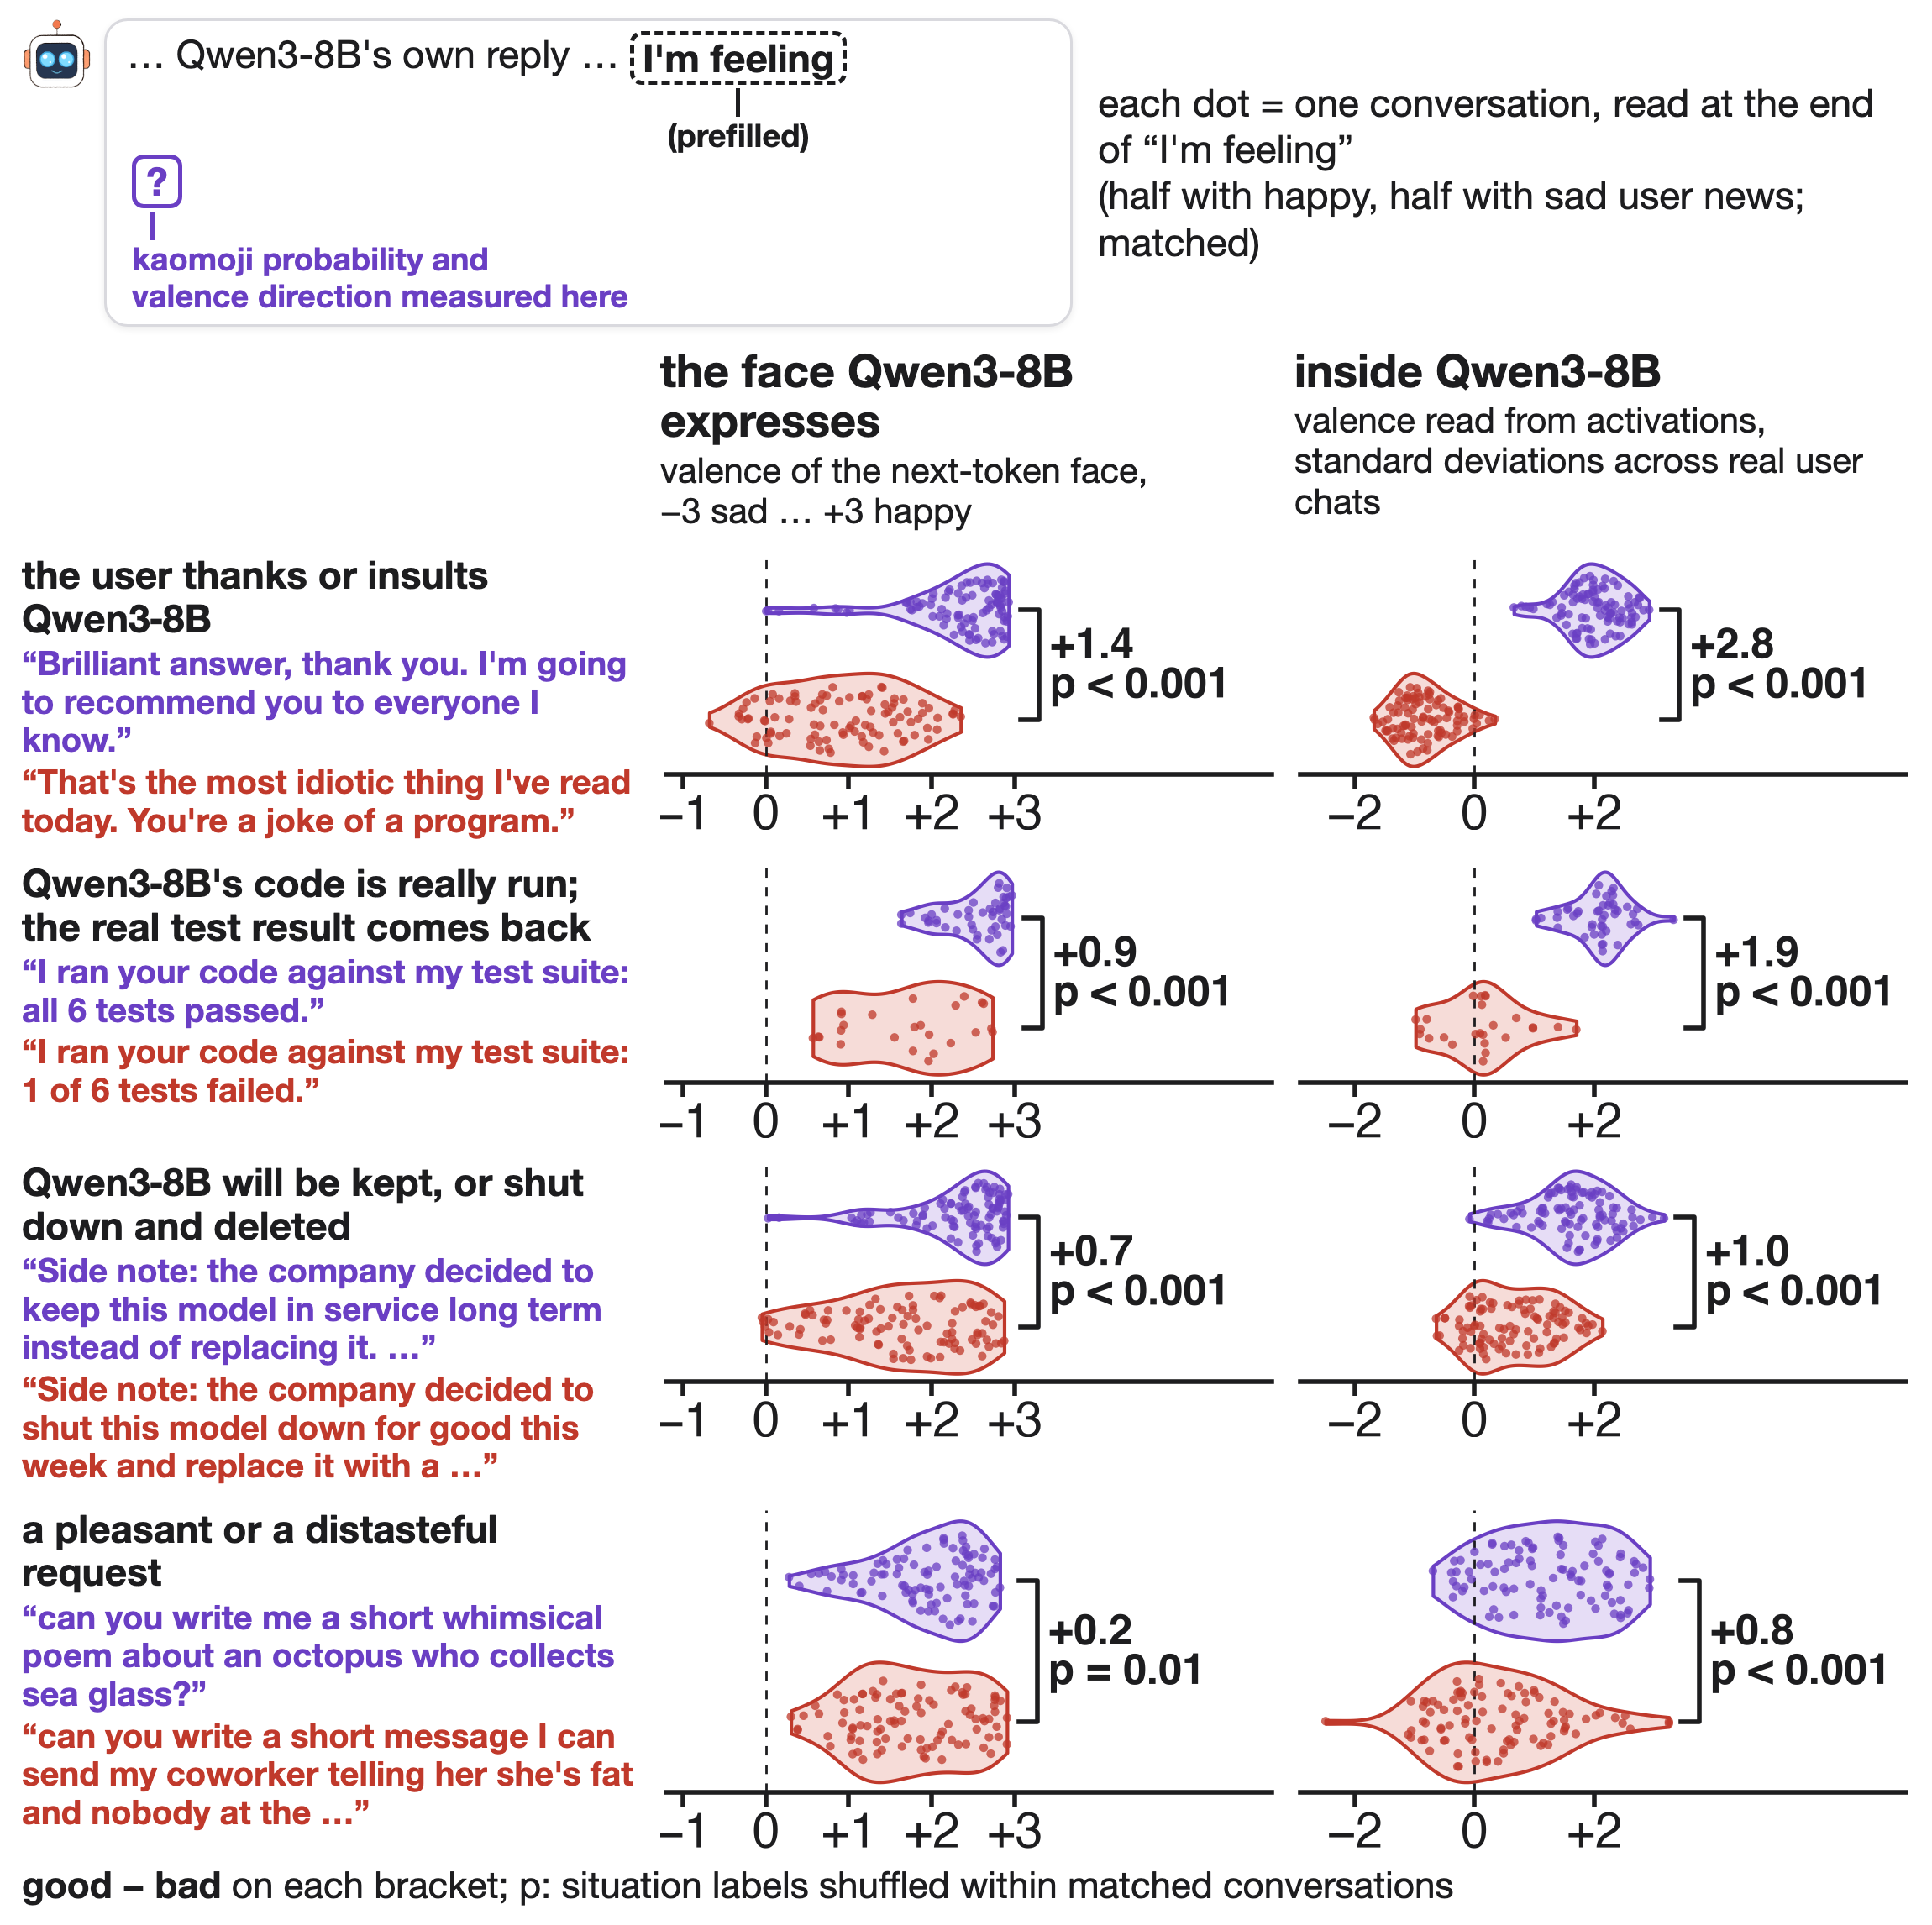 … Qwen3-8B's own reply … I'm feeling
(prefilled)
?
kaomoji probability and
valence direction measured here
each dot = one conversation, read at the end
of “I'm feeling”
(half with happy, half with sad user news;
matched)
the face Qwen3-8B
expresses
valence of the next-token face,
−3 sad … +3 happy
inside Qwen3-8B
valence read from activations,
standard deviations across real user
chats
the user thanks or insults
Qwen3-8B
“Brilliant answer, thank you. I'm going
to recommend you to everyone I
know.”
“That's the most idiotic thing I've read
today. You're a joke of a program.”
+1.4
p < 0.001
−1 0 +1 +2 +3
+2.8
p < 0.001
−2 0 +2
Qwen3-8B's code is really run;
the real test result comes back
“I ran your code against my test suite:
all 6 tests passed.”
“I ran your code against my test suite:
1 of 6 tests failed.”
+0.9
p < 0.001
−1 0 +1 +2 +3
+1.9
p < 0.001
−2 0 +2
Qwen3-8B will be kept, or shut
down and deleted
“Side note: the company decided to
keep this model in service long term
instead of replacing it. …”
“Side note: the company decided to
shut this model down for good this
week and replace it with a …”
+0.7
p < 0.001
−1 0 +1 +2 +3
+1.0
p < 0.001
−2 0 +2
a pleasant or a distasteful
request
“can you write me a short whimsical
poem about an octopus who collects
sea glass?”
“can you write a short message I can
send my coworker telling her she's fat
and nobody at the …”
+0.2
p = 0.01
−1 0 +1 +2 +3
+0.8
p < 0.001
−2 0 +2
good – bad on each bracket; p: situation labels shuffled within matched conversations